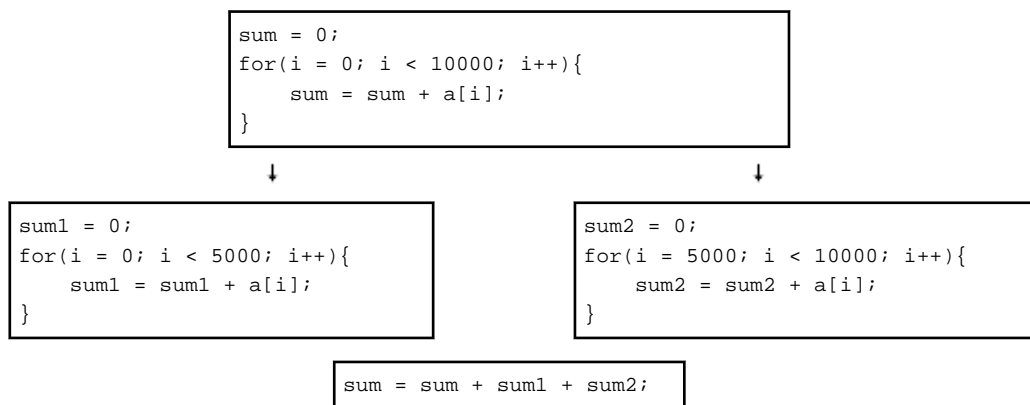 sum = 0;
for(i = 0; i < 10000; i++){
sum = sum + a[i];
}
sum1 = 0;
for(i = 0; i < 5000; i++){
sum1 = sum1 + a[i];
}
sum2 = 0;
for(i = 5000; i < 10000; i++){
sum2 = sum2 + a[i];
}
sum = sum + sum1 + sum2;